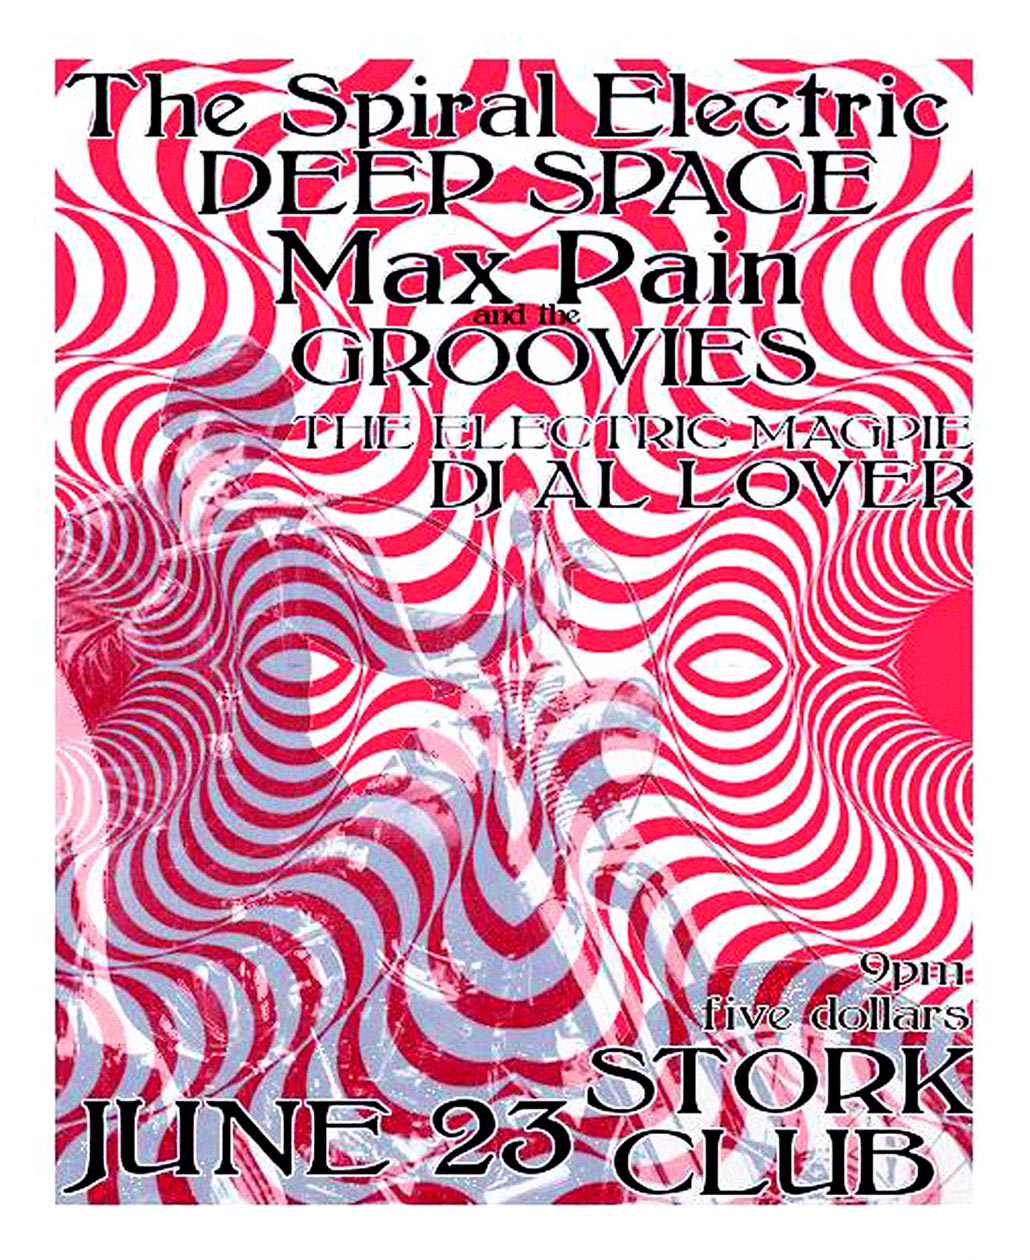 The Spiral Electric
DEEP SPACE
Max Pain
and the
GROOVIES
THE ELECTRIC MAGPIE
DJ AL LOVER
9pm
five dollars
STORK
CLUB
JUNE 23